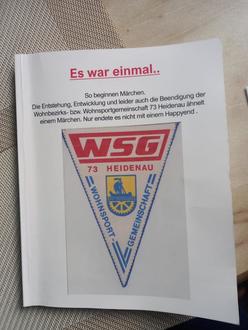 Es war einmal..
So beginnen Märchen.
Die Entstehung, Entwicklung und leider auch die Beendigung der
Wohnbezirks- bzw. Wohnsportgemeinschaft 73 Heidenau ähnelt
einem Märchen. Nur endete es nicht mit einem Happyend .
WSG
73 HEIDENAU
WOHNSPORT
GEMEINSCHAFT